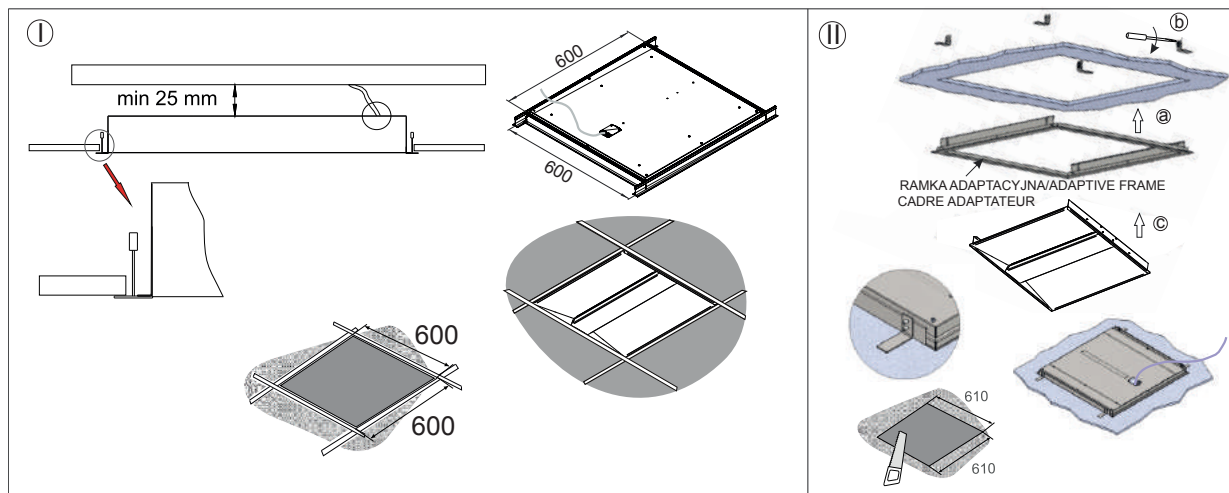 I
min 25 mm
600
600
600
600
II
b
a
RAMKA ADAPTACYJNA/ADAPTIVE FRAME
CADRE ADAPTATEUR
c
610
610